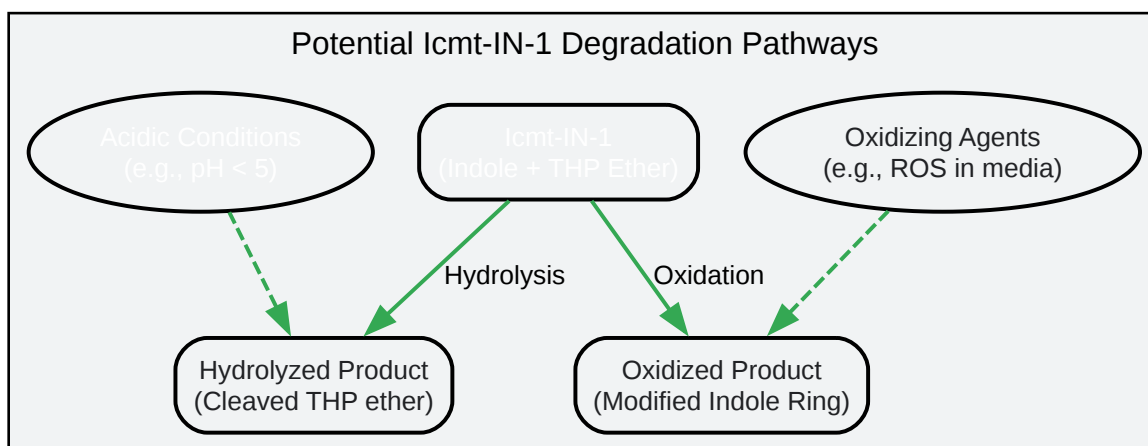 Potential Icmt-IN-1 Degradation Pathways
Acidic Conditions
(e.g., pH < 5)
Icmt-IN-1
(Indole + THP Ether)
Oxidizing Agents
(e.g., ROS in media)
Hydrolysis
Oxidation
Hydrolyzed Product
(Cleaved THP ether)
Oxidized Product
(Modified Indole Ring)